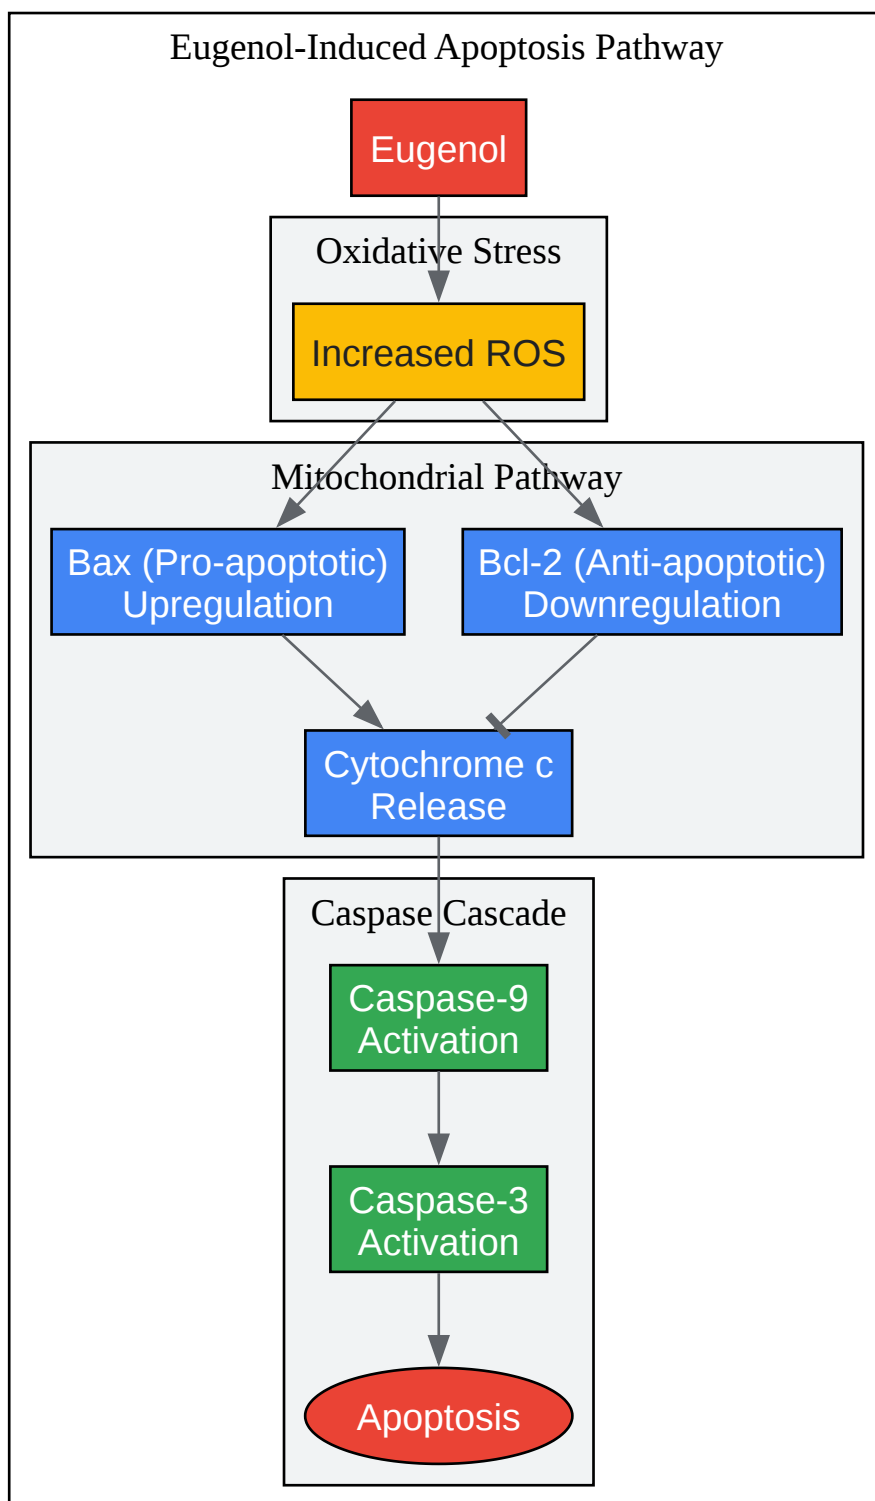 Eugenol-Induced Apoptosis Pathway
Eugenol
Oxidative Stress
Increased ROS
Mitochondrial Pathway
Bax (Pro-apoptotic)
Upregulation
Bcl-2 (Anti-apoptotic)
Downregulation
Cytochrome c
Release
Caspase Cascade
Caspase-9
Activation
Caspase-3
Activation
Apoptosis